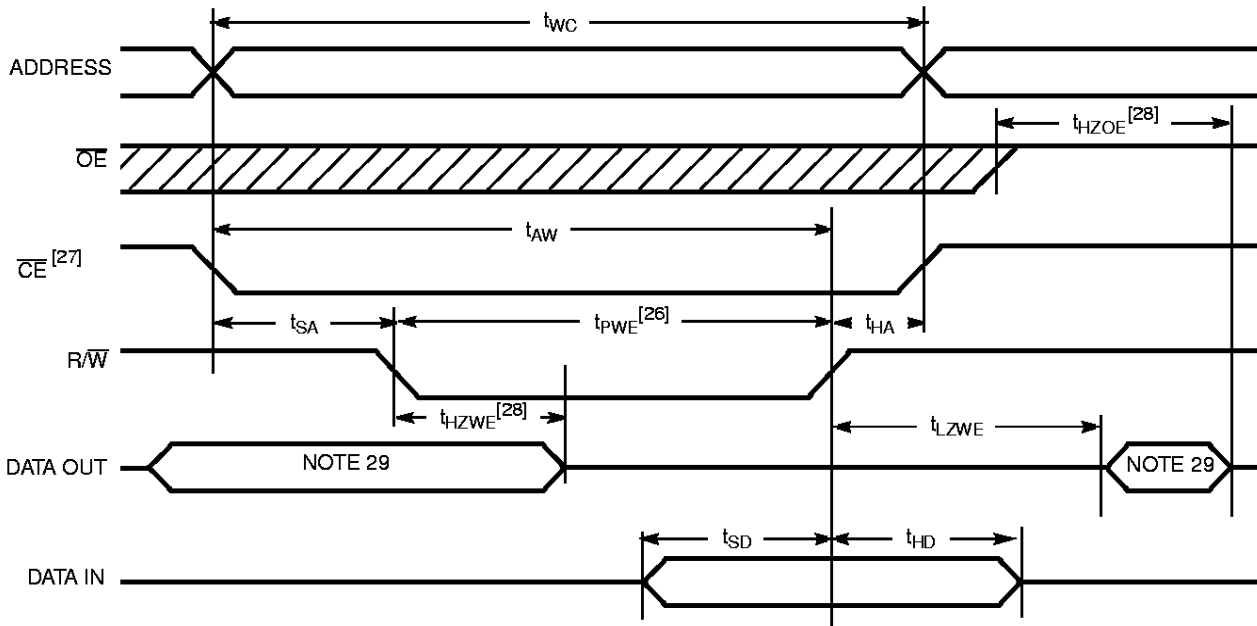 tWC
ADDRESS
tHZOE[28]
OE
tAW
CE[27]
tSA
tPWE[26]
tHA
R/W
tHZWE[28]
tLZWE
DATA OUT
NOTE 29
NOTE 29
tSD
tHD
DATA IN